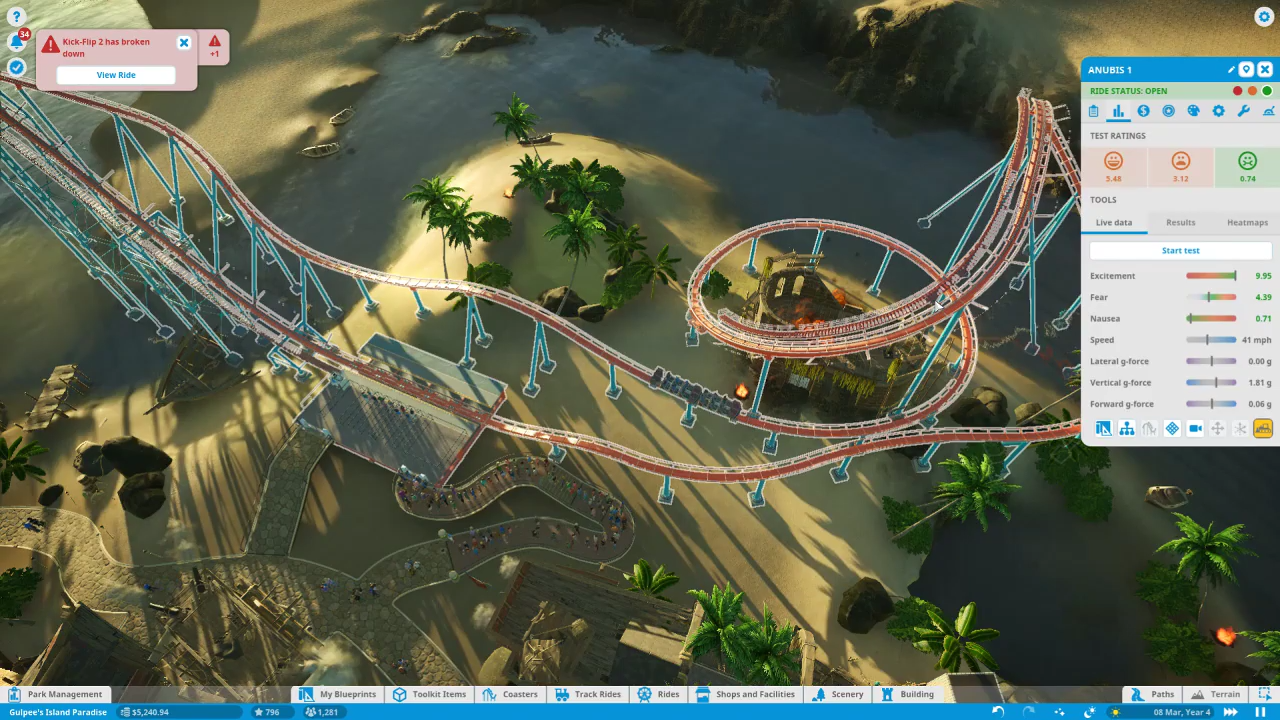 ?
34
Kick-Flip 2 has broken
down
+1
View Ride
ANUBIS 1
RIDE STATUS: OPEN
TEST RATINGS
5.48 3.12 0.74
TOOLS
Live data Results Heatmaps
Start test
Excitement 9.95
Fear 4.39
Nausea 0.71
Speed 41 mph
Lateral g-force 0.00 g
Vertical g-force 1.81 g
Forward g-force 0.06 g
Park Management My Blueprints Toolkit Items Coasters Track Rides Rides Shops and Facilities Scenery Building Paths Terrain
Gulpee's Island Paradise $5,240.94 796 1,281 08 Mar, Year 4